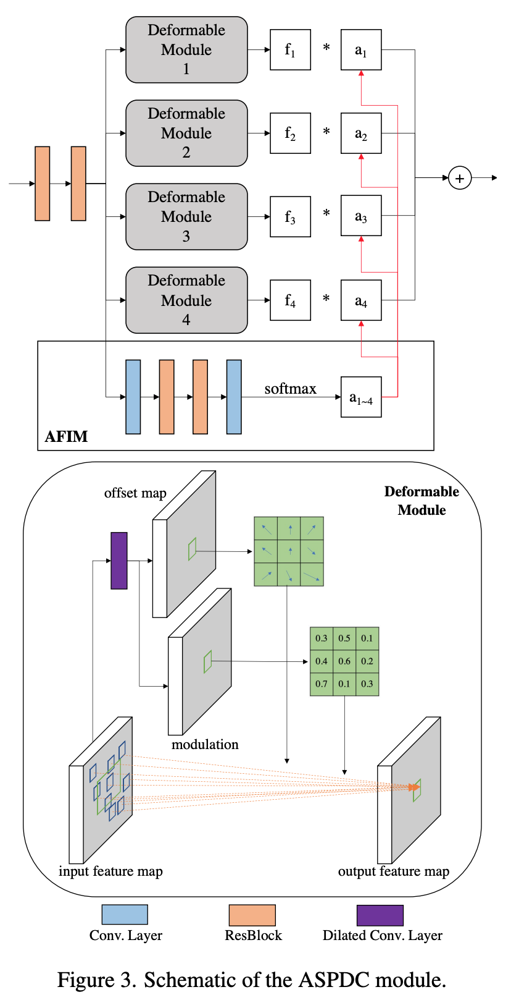 Deformable
Module
1
f1 * a1
Deformable
Module
2
f2 * a2
Deformable
Module
3
f3 * a3
Deformable
Module
4
f4 * a4
softmax
a1~4
AFIM
offset map
Deformable
Module
0.3 0.5 0.1
0.4 0.6 0.2
0.7 0.1 0.3
modulation
input feature map
output feature map
Conv. Layer
ResBlock
Dilated Conv. Layer
Figure 3. Schematic of the ASPDC module.